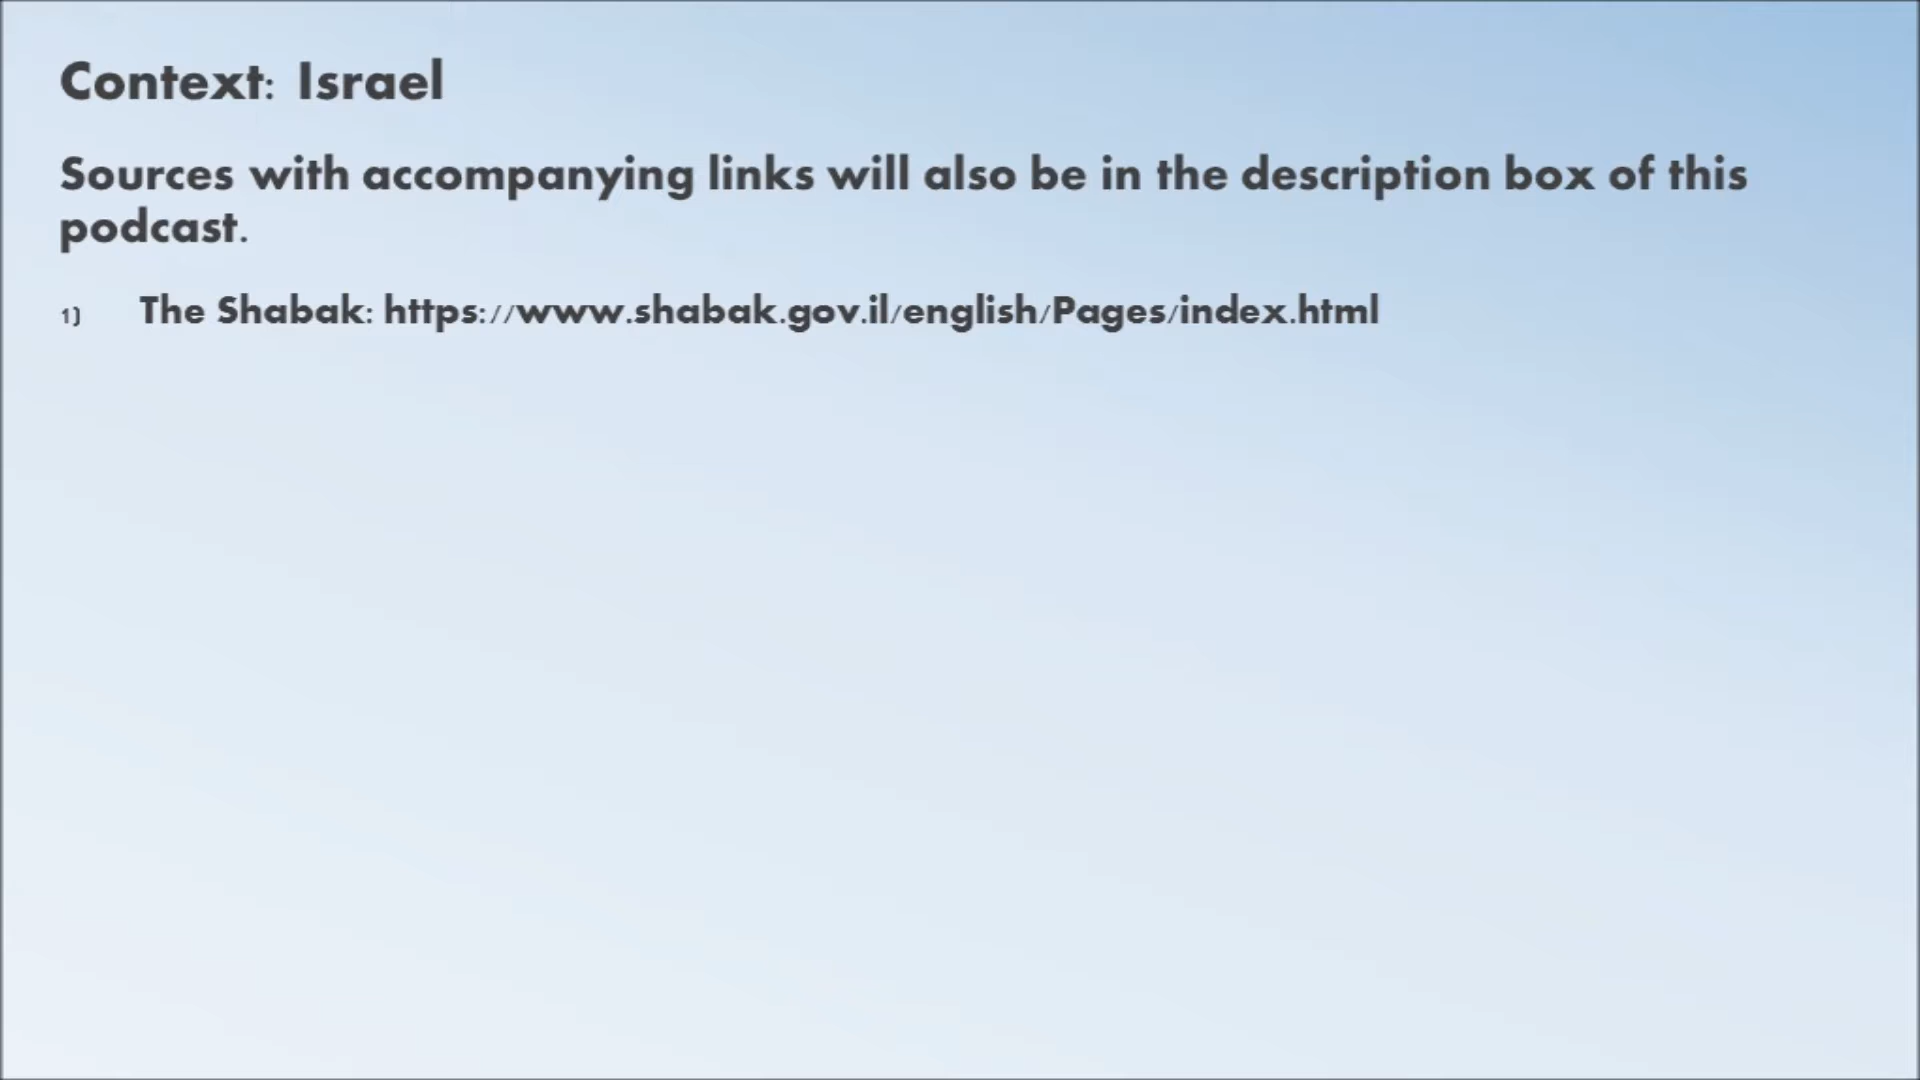 Context: Israel
Sources with accompanying links will also be in the description box of this
podcast.
1) The Shabak: https://www.shabak.gov.il/english/Pages/index.html